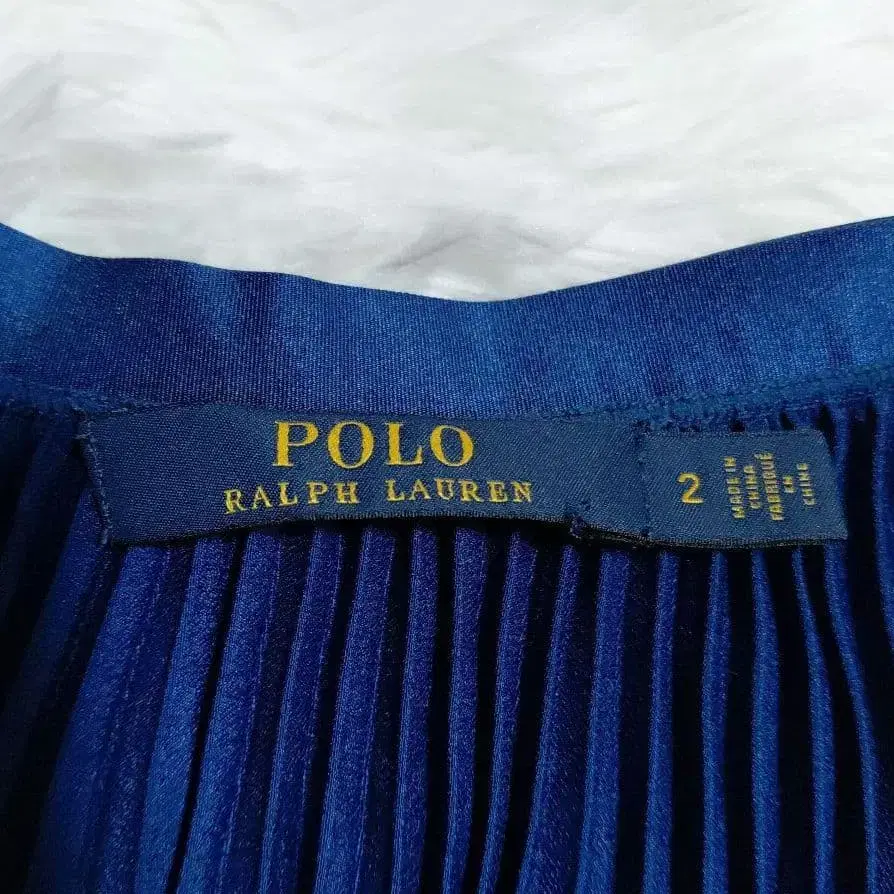 POLO
RALPH LAUREN
2
MADE IN
CHINA
FABRIQUÉ
EN
CHINE